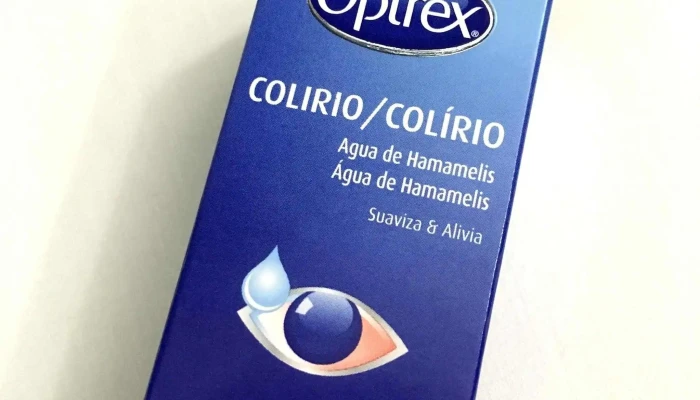 Optrex®
COLIRIO/COLÍRIO
Agua de Hamamelis
Água de Hamamelis
Suaviza & Alivia